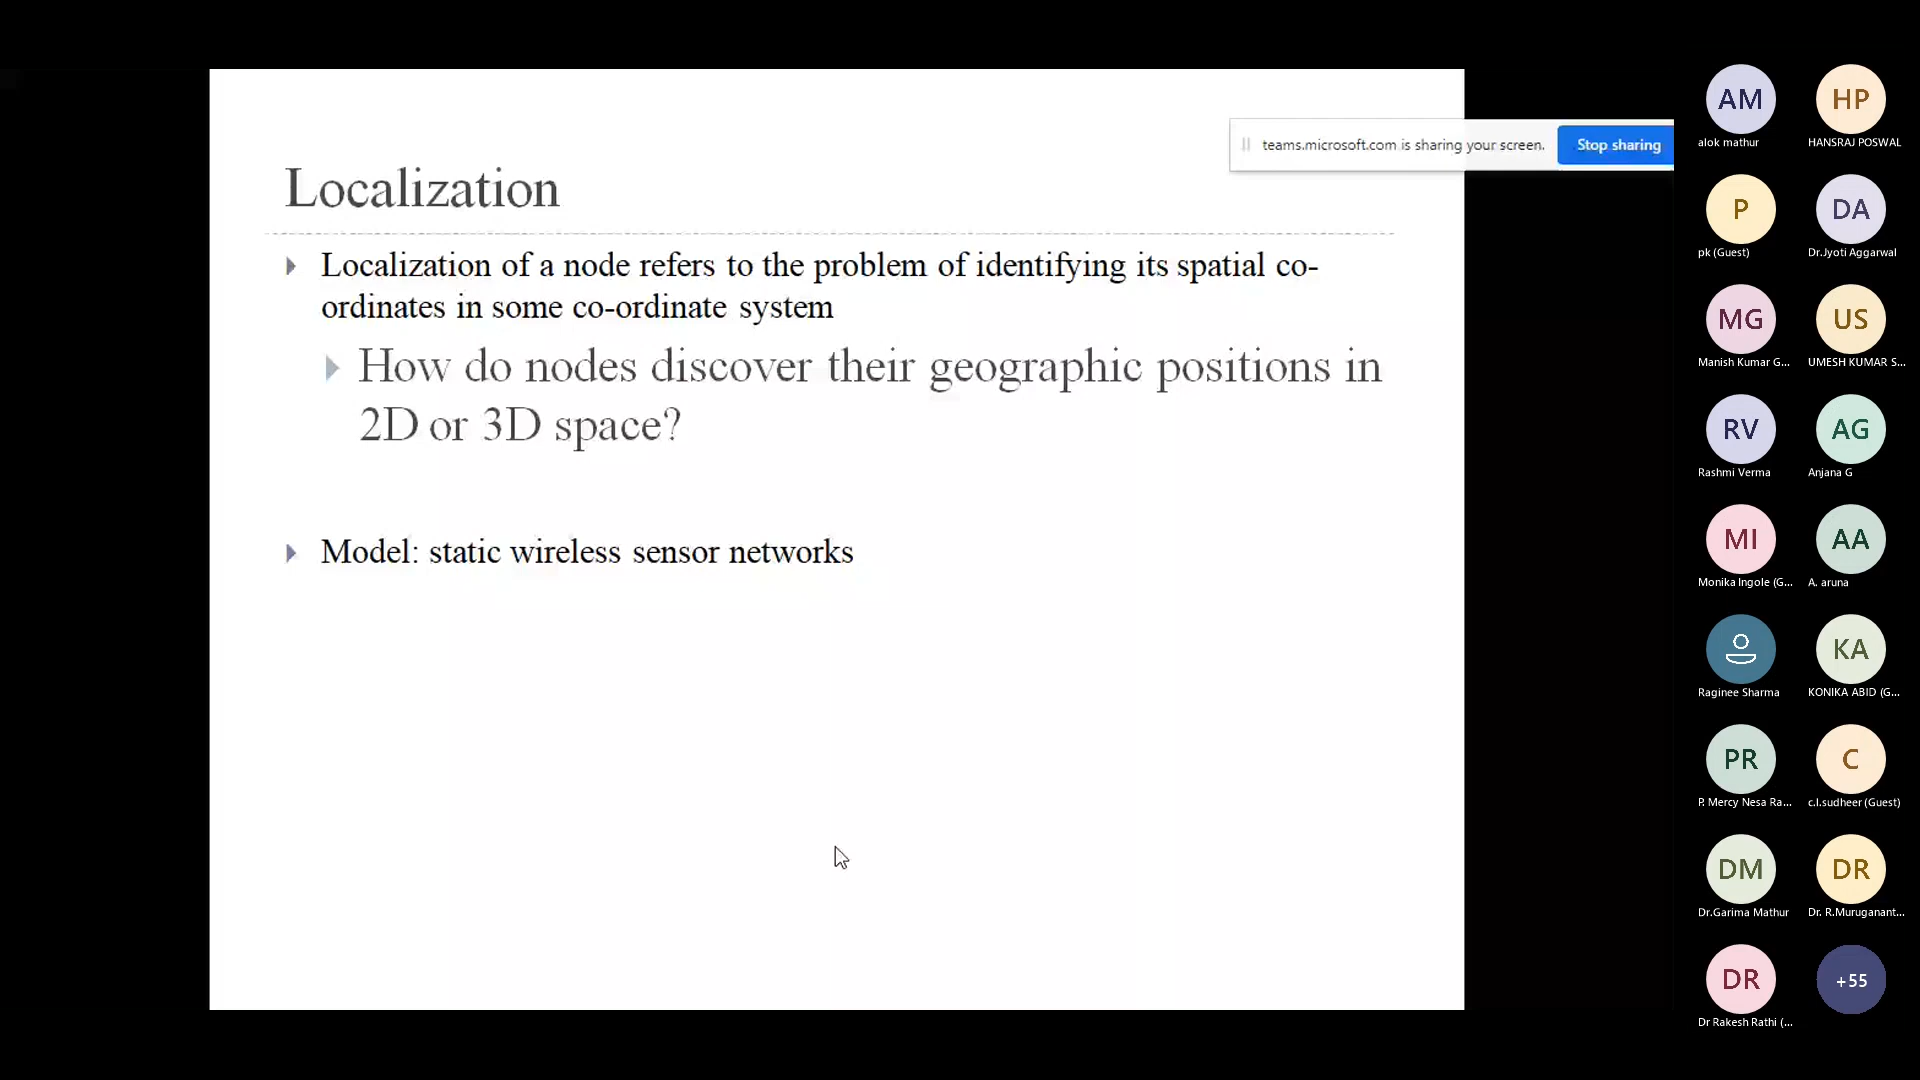 Localization
Localization of a node refers to the problem of identifying its spatial co-
ordinates in some co-ordinate system
How do nodes discover their geographic positions in
2D or 3D space?
Model: static wireless sensor networks
teams.microsoft.com is sharing your screen.
Stop sharing
AM
HP
alok mathur
HANSRAJ POSWAL
P
DA
pk (Guest)
Dr.Jyoti Aggarwal
MG
US
Manish Kumar G...
UMESH KUMAR S...
RV
AG
Rashmi Verma
Anjana G
MI
AA
Monika Ingole (G...
A. aruna
KA
Raginee Sharma
KONIKA ABID (G...
PR
C
P. Mercy Nesa Ra...
c.l.sudheer (Guest)
DM
DR
Dr.Garima Mathur
Dr. R.Muruganant...
DR
+55
Dr Rakesh Rathi (...